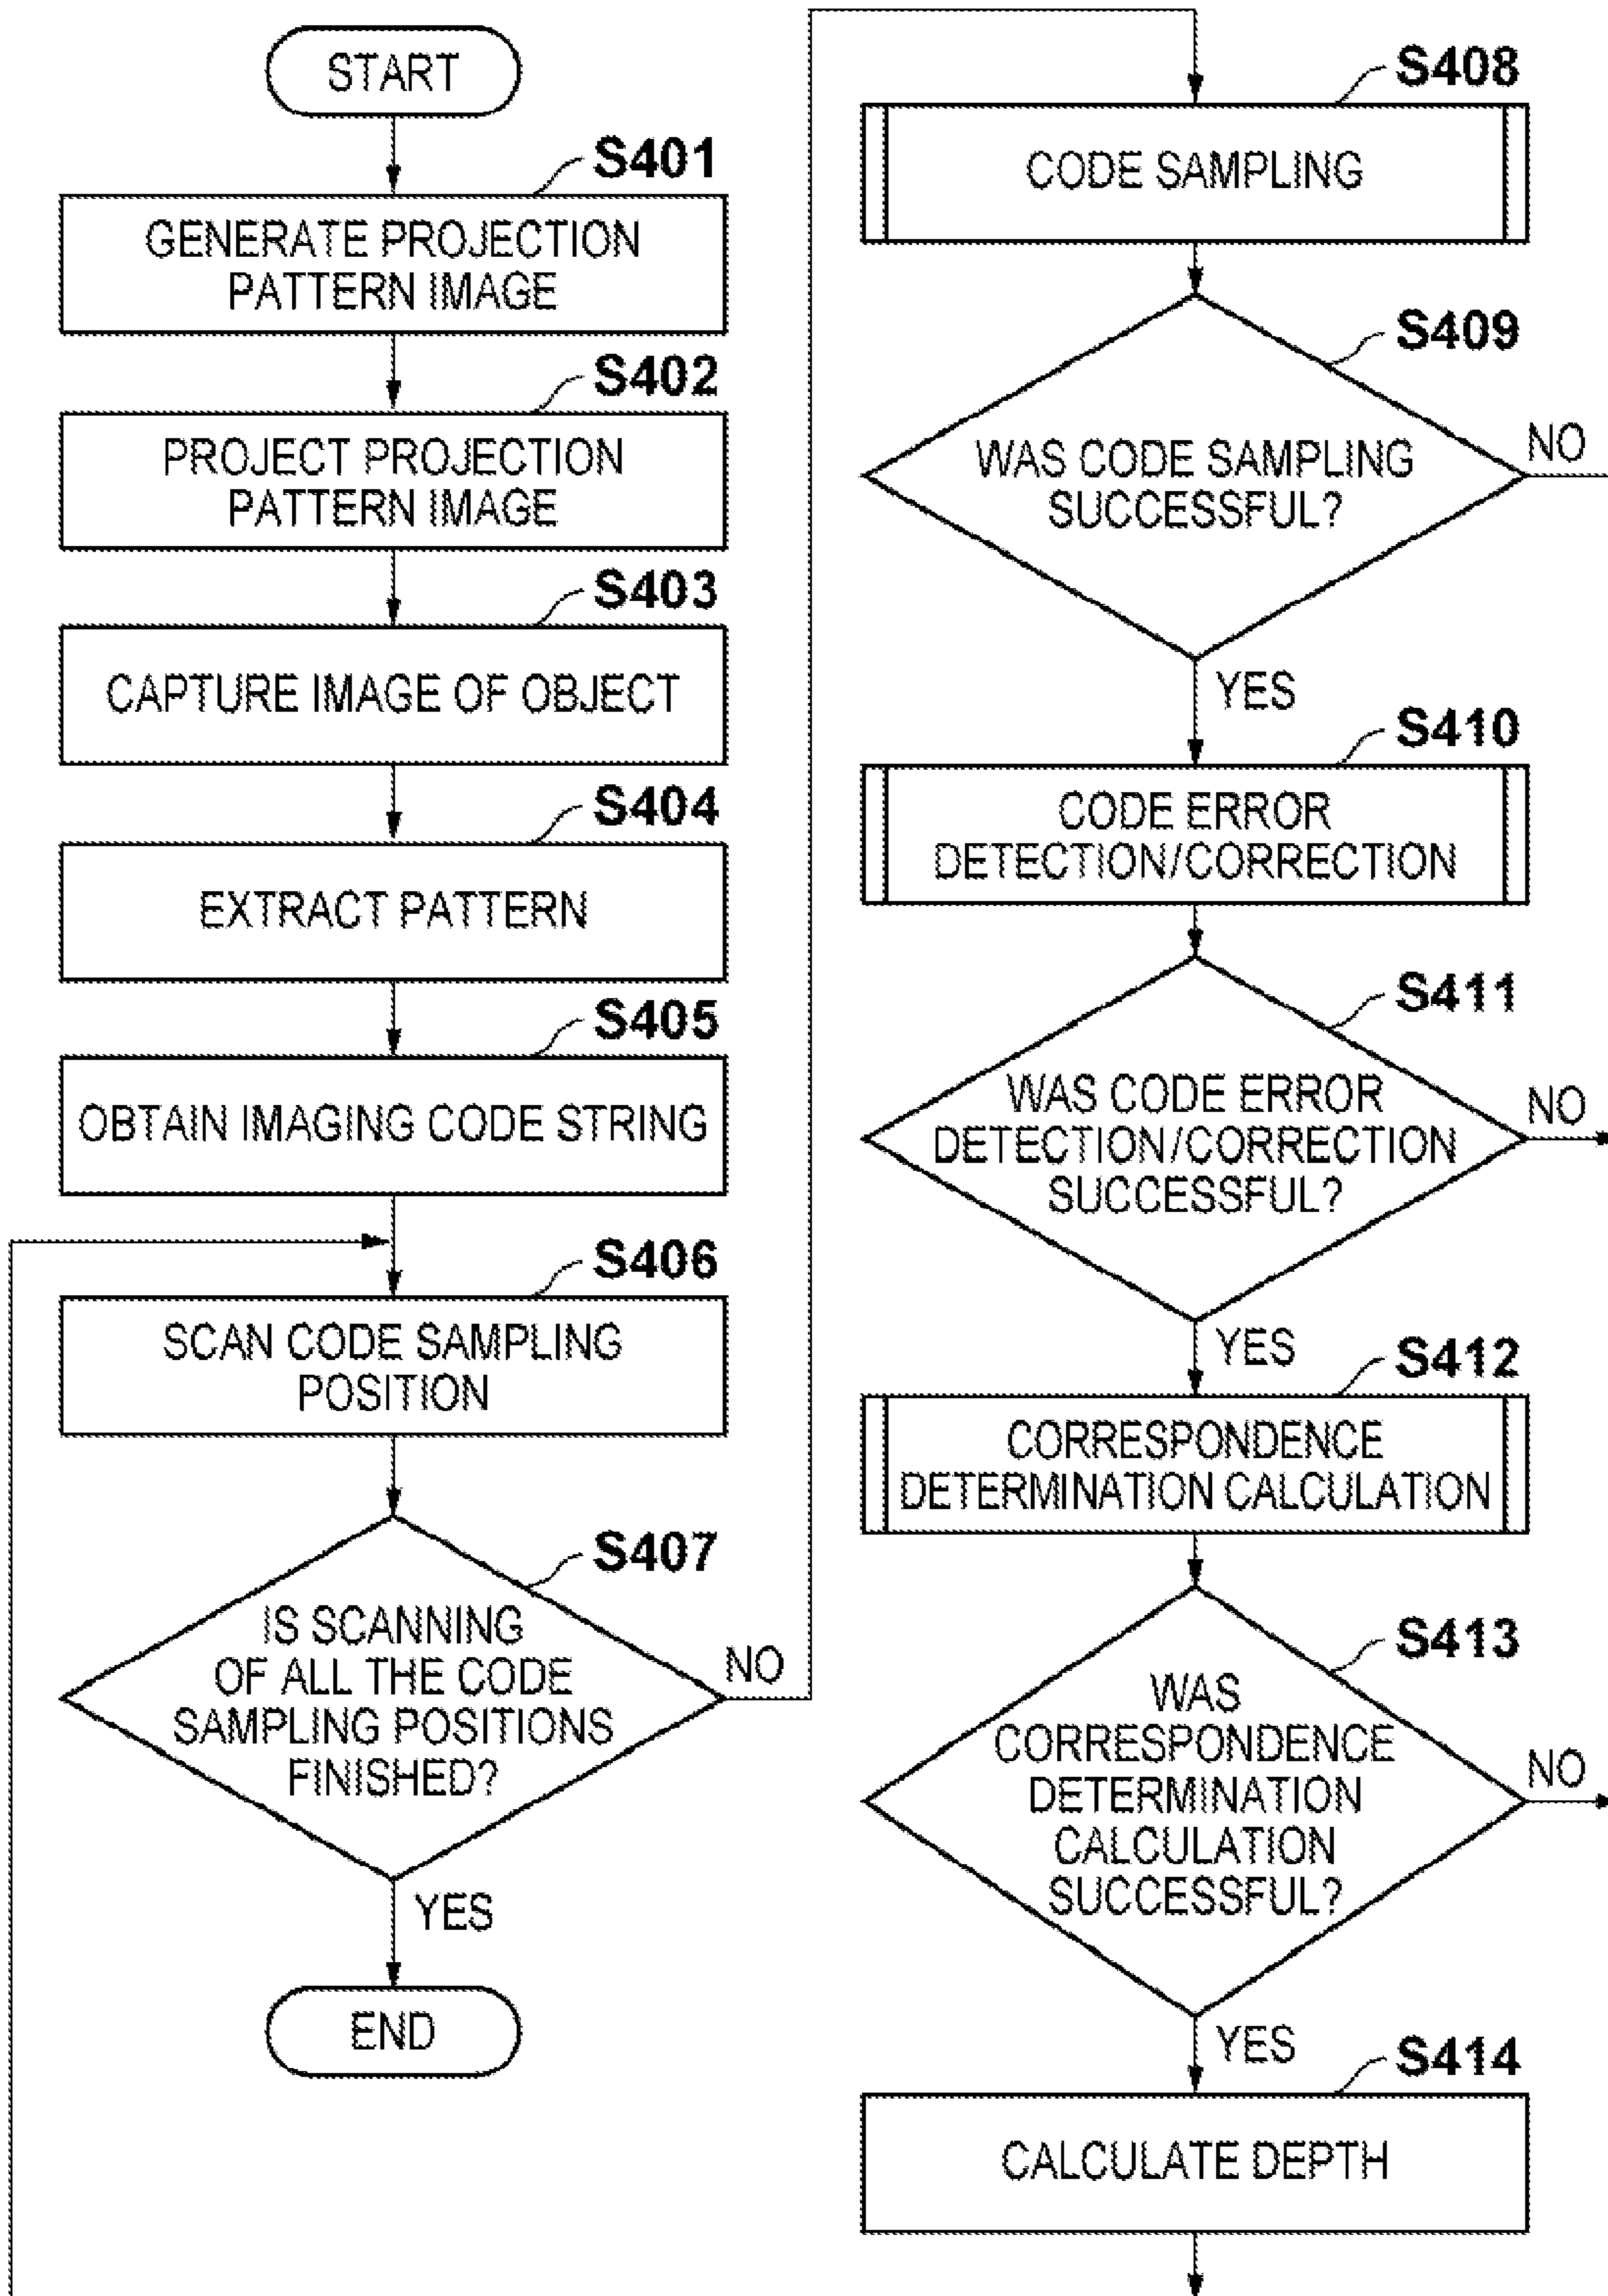 START
S401
GENERATE PROJECTION
PATTERN IMAGE
S402
PROJECT PROJECTION
PATTERN IMAGE
S403
CAPTURE IMAGE OF OBJECT
S404
EXTRACT PATTERN
S405
OBTAIN IMAGING CODE STRING
S406
SCAN CODE SAMPLING
POSITION
S407
IS SCANNING
OF ALL THE CODE
SAMPLING POSITIONS
FINISHED?
NO
YES
END
S408
CODE SAMPLING
S409
WAS CODE SAMPLING
SUCCESSFUL?
NO
YES
S410
CODE ERROR
DETECTION/CORRECTION
S411
WAS CODE ERROR
DETECTION/CORRECTION
SUCCESSFUL?
NO
YES
S412
CORRESPONDENCE
DETERMINATION CALCULATION
S413
WAS
CORRESPONDENCE
DETERMINATION
CALCULATION
SUCCESSFUL?
NO
YES
S414
CALCULATE DEPTH